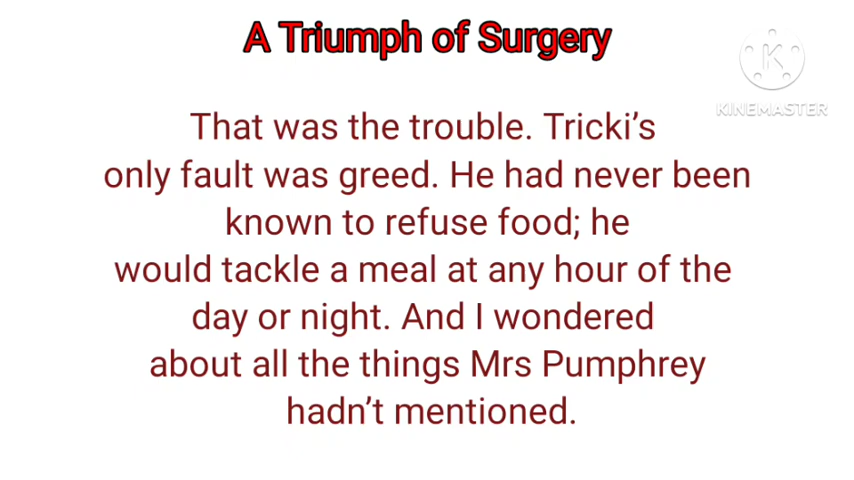 A Triumph of Surgery
KINEMASTER
That was the trouble. Tricki’s
only fault was greed. He had never been
known to refuse food; he
would tackle a meal at any hour of the
day or night. And I wondered
about all the things Mrs Pumphrey
hadn’t mentioned.